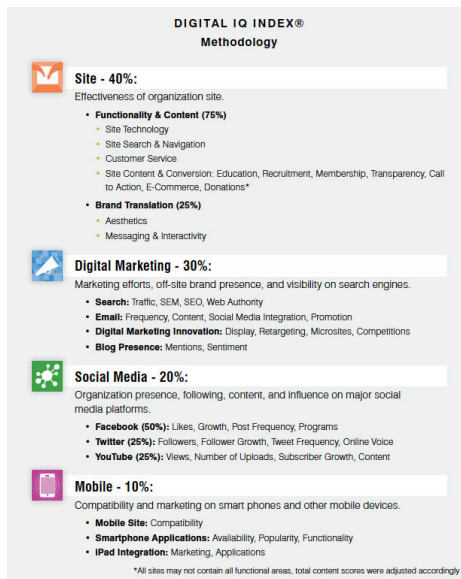 DIGITAL IQ INDEX®
Methodology
Site - 40%:
Effectiveness of organization site.
• Functionality & Content (75%)
Site Technology
Site Search & Navigation
Customer Service
Site Content & Conversion: Education, Recruitment, Membership, Transparency, Call
to Action, E-Commerce, Donations*
• Brand Translation (25%)
Aesthetics
Messaging & Interactivity
Digital Marketing - 30%:
Marketing efforts, off-site brand presence, and visibility on search engines.
• Search: Traffic, SEM, SEO, Web Authority
• Email: Frequency, Content, Social Media Integration, Promotion
• Digital Marketing Innovation: Display, Retargeting, Microsites, Competitions
• Blog Presence: Mentions, Sentiment
Social Media - 20%:
Organization presence, following, content, and influence on major social
media platforms.
• Facebook (50%): Likes, Growth, Post Frequency, Programs
• Twitter (25%): Followers, Follower Growth, Tweet Frequency, Online Voice
• YouTube (25%): Views, Number of Uploads, Subscriber Growth, Content
Mobile - 10%:
Compatibility and marketing on smart phones and other mobile devices.
• Mobile Site: Compatibility
• Smartphone Applications: Availability, Popularity, Functionality
• iPad Integration: Marketing, Applications
*All sites may not contain all functional areas, total content scores were adjusted accordingly